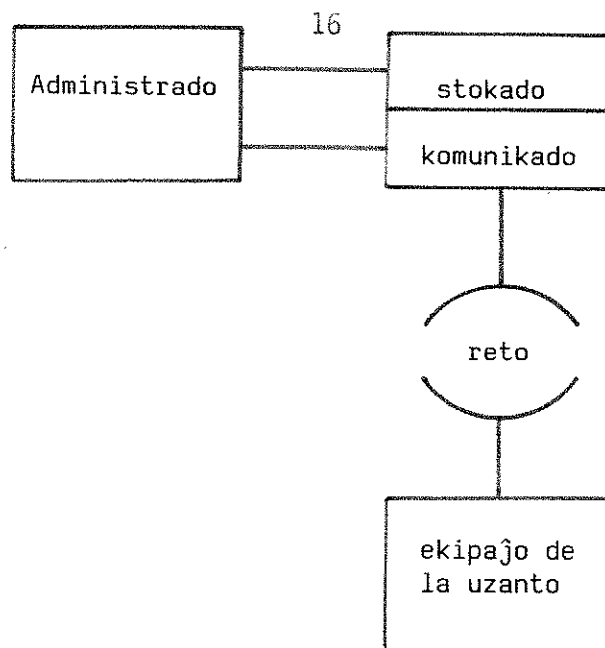 16
Administrado
stokado
komunikado
reto
ekipaĵo de
la uzanto